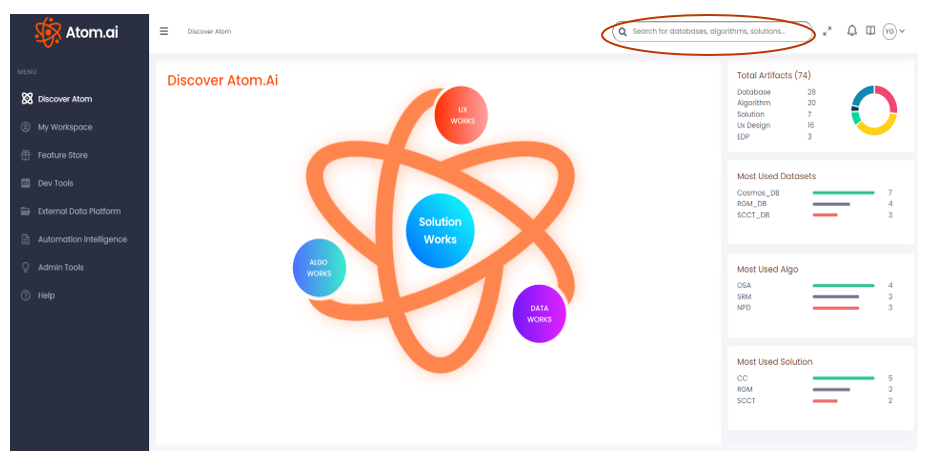 Atom.ai
Discover Atom
Search for databases, algorithms, solutions...
YG
MENU
Discover Atom
My Workspace
Feature Store
Dev Tools
External Data Platform
Automation Intelligence
Admin Tools
Help
Discover Atom.Ai
UX
WORKS
Solution
Works
ALGO
WORKS
DATA
WORKS
Total Artifacts (74)
Database 28
Algorithm 20
Solution 7
Ux Design 16
EDP 3
Most Used Datasets
Cosmos_DB 7
RGM_DB 4
SCCT_DB 3
Most Used Algo
OSA 4
SRM 3
NPD 3
Most Used Solution
CC 5
RGM 3
SCCT 2